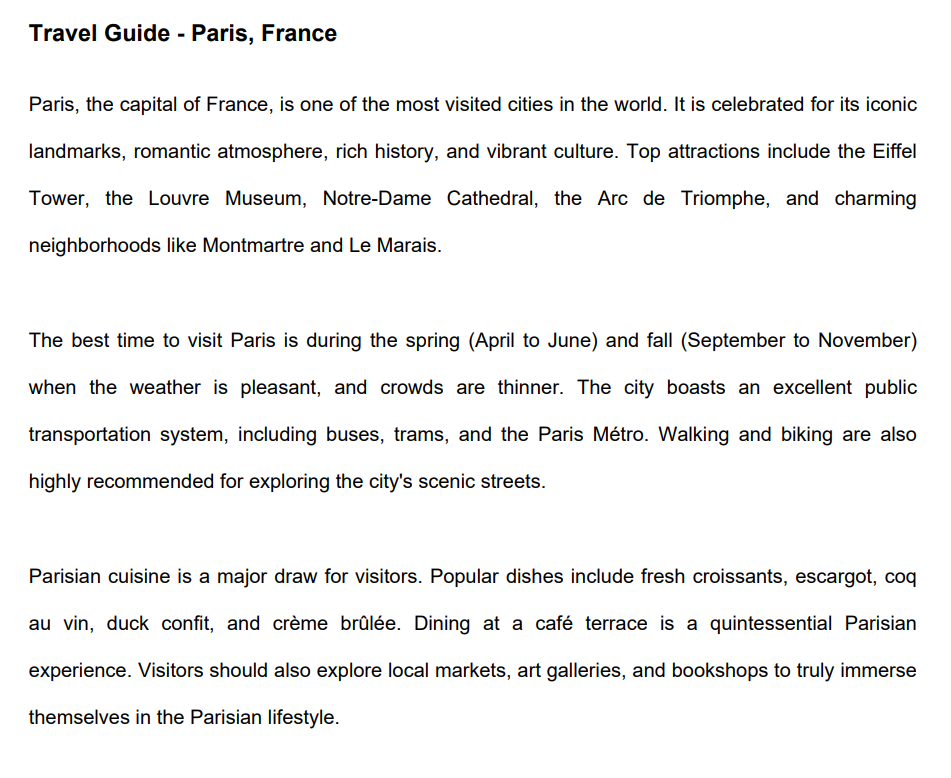 Travel Guide - Paris, France
Paris, the capital of France, is one of the most visited cities in the world. It is celebrated for its iconic
landmarks, romantic atmosphere, rich history, and vibrant culture. Top attractions include the Eiffel
Tower, the Louvre Museum, Notre-Dame Cathedral, the Arc de Triomphe, and charming
neighborhoods like Montmartre and Le Marais.
The best time to visit Paris is during the spring (April to June) and fall (September to November)
when the weather is pleasant, and crowds are thinner. The city boasts an excellent public
transportation system, including buses, trams, and the Paris Métro. Walking and biking are also
highly recommended for exploring the city's scenic streets.
Parisian cuisine is a major draw for visitors. Popular dishes include fresh croissants, escargot, coq
au vin, duck confit, and crème brûlée. Dining at a café terrace is a quintessential Parisian
experience. Visitors should also explore local markets, art galleries, and bookshops to truly immerse
themselves in the Parisian lifestyle.